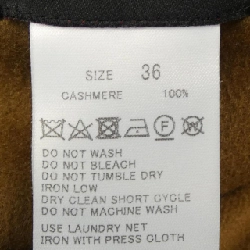 SIZE 36
CASHMERE 100%
DO NOT WASH
DO NOT BLEACH
DO NOT TUMBLE DRY
IRON LOW
DRY CLEAN SHORT CYCLE
DO NOT MACHINE WASH
USE LAUNDRY NET
IRON WITH PRESS CLOTH